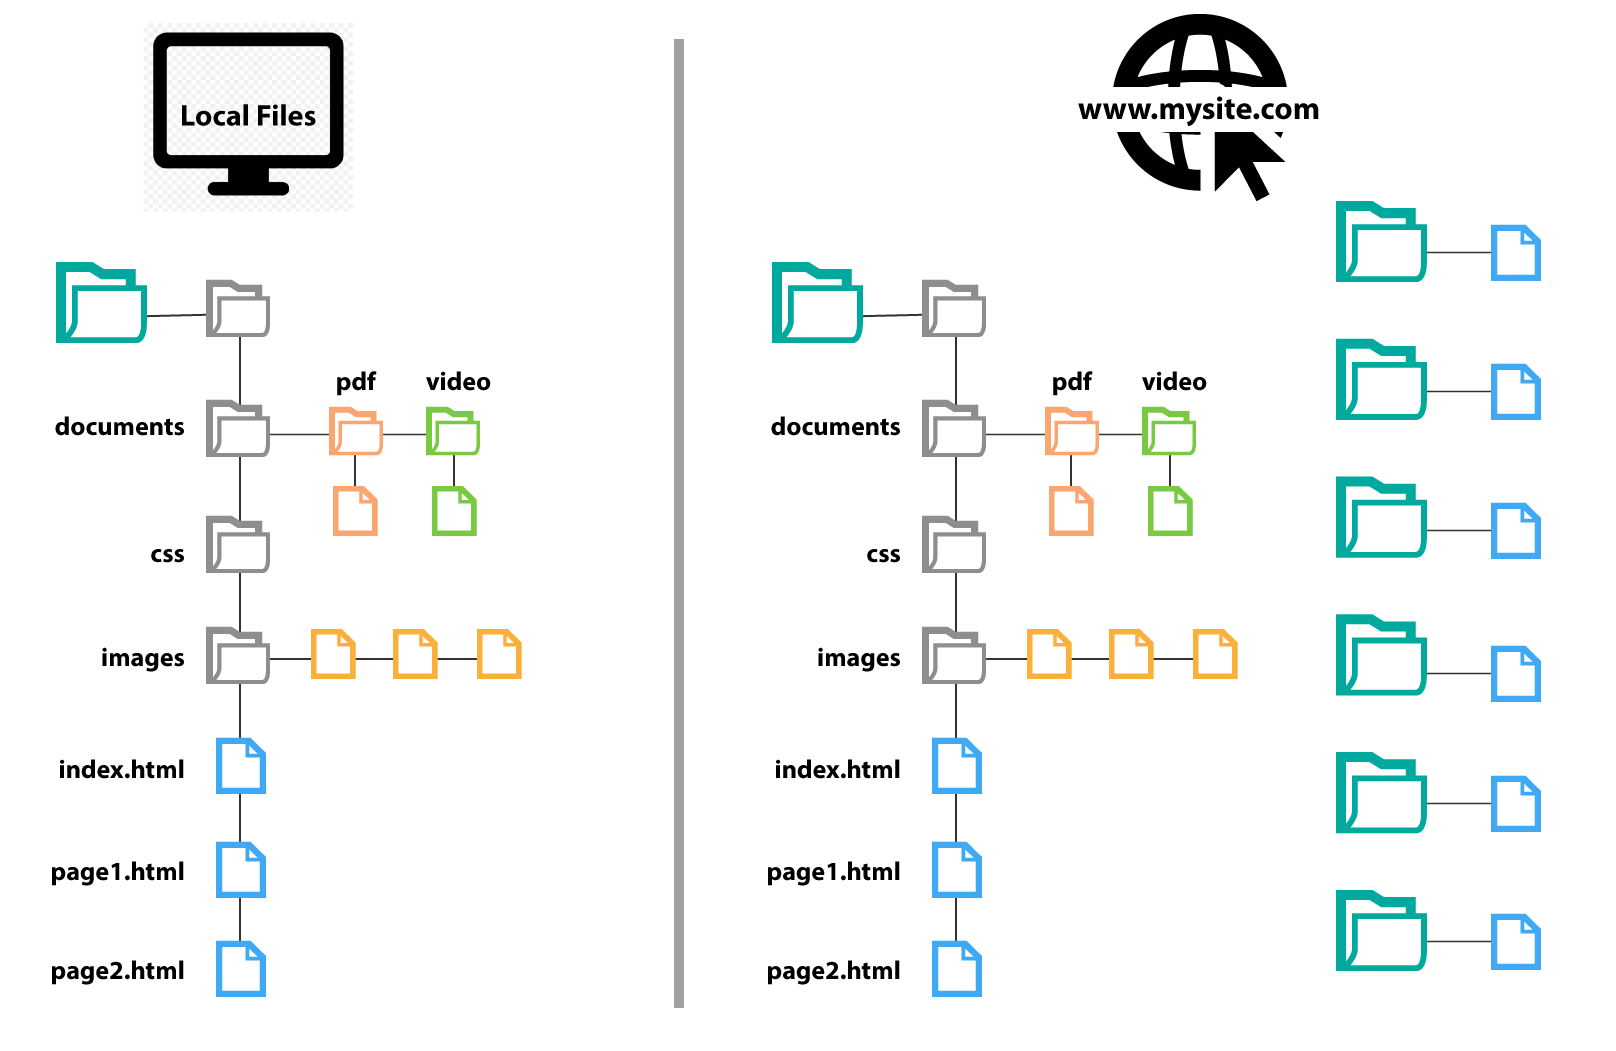 Local Files
pdf video
documents
css
images
index.html
page1.html
page2.html
www.mysite.com
pdf video
documents
css
images
index.html
page1.html
page2.html